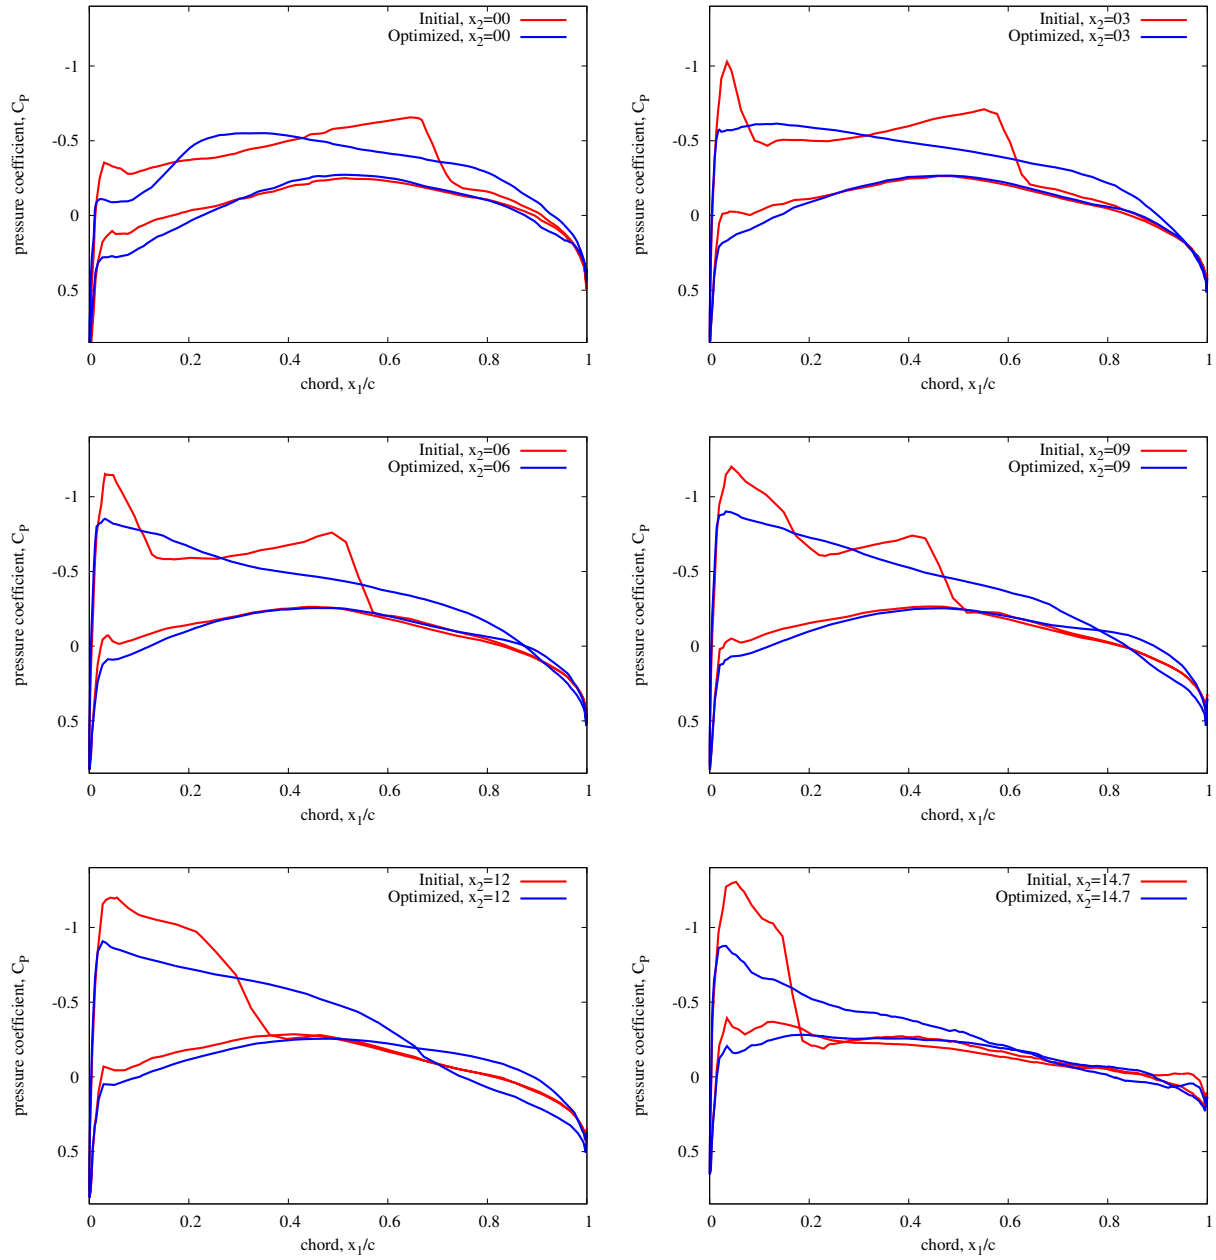 Initial, x2=00
Optimized, x2=00
-1
-0.5
0
0.5
pressure coefficient, CP
0 0.2 0.4 0.6 0.8 1
chord, x1/c
Initial, x2=03
Optimized, x2=03
-1
-0.5
0
0.5
pressure coefficient, CP
0 0.2 0.4 0.6 0.8 1
chord, x1/c
Initial, x2=06
Optimized, x2=06
-1
-0.5
0
0.5
pressure coefficient, CP
0 0.2 0.4 0.6 0.8 1
chord, x1/c
Initial, x2=09
Optimized, x2=09
-1
-0.5
0
0.5
pressure coefficient, CP
0 0.2 0.4 0.6 0.8 1
chord, x1/c
Initial, x2=12
Optimized, x2=12
-1
-0.5
0
0.5
pressure coefficient, CP
0 0.2 0.4 0.6 0.8 1
chord, x1/c
Initial, x2=14.7
Optimized, x2=14.7
-1
-0.5
0
0.5
pressure coefficient, CP
0 0.2 0.4 0.6 0.8 1
chord, x1/c